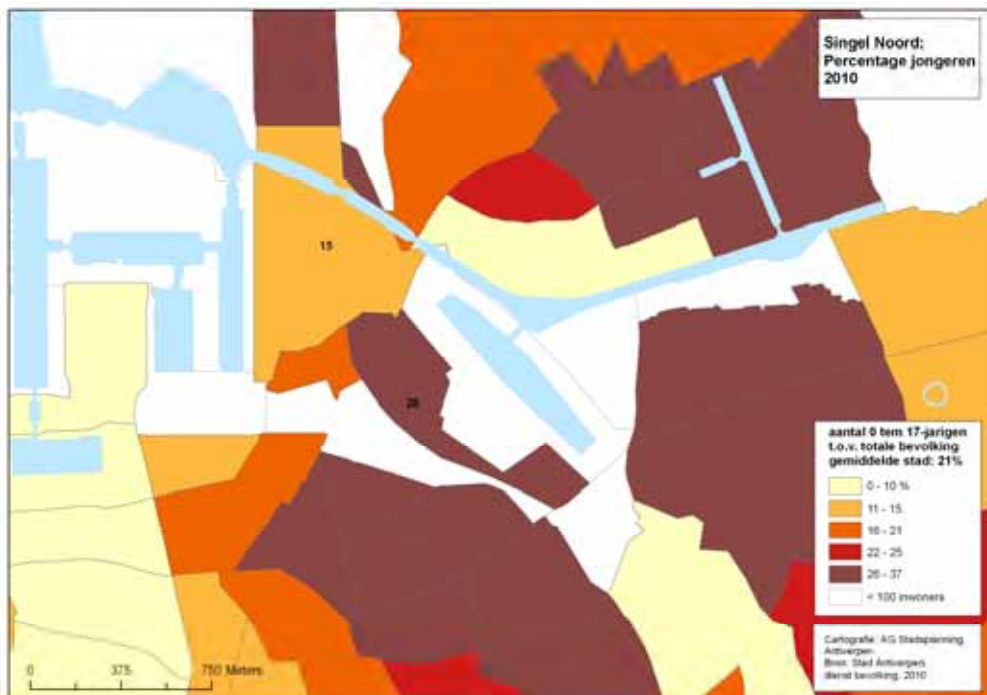 Singel Noord:
Percentage jongeren
2010
15
26
aantal 0 tem 17-jarigen
t.o.v. totale bevolking
gemiddelde stad: 21%
0 - 10 %
11 - 15
16 - 21
22 - 25
26 - 37
< 100 inwoners
0 375 750 Meters
Cartografie: AG Stadsplanning
Antwerpen
Bron: Stad Antwerpen
dienst bevolking, 2010